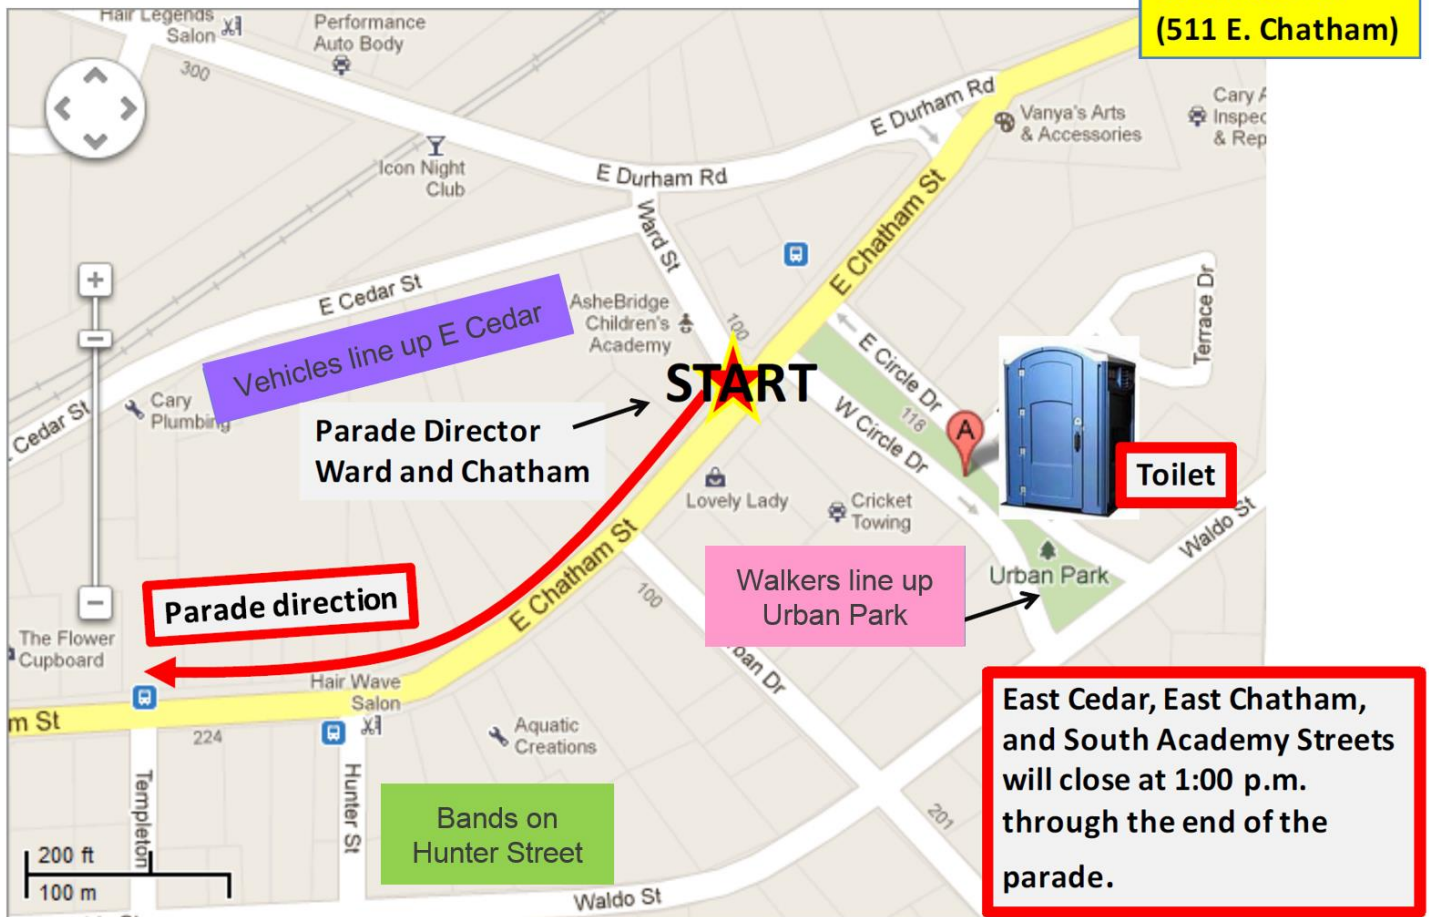 (511 E. Chatham)
Hair Legends
Salon
Performance
Auto Body
300
E Durham Rd
Vanya's Arts
& Accessories
Cary
Inspec
& Rep
Icon Night
Club
E Durham Rd
Ward St
E Chatham St
Terrace Dr
E Cedar St
Vehicles line up E Cedar
AsheBridge
Children's
Academy
100
E Circle Dr
118
A
START
W Circle Dr
Cary
Plumbing
Cedar St
Parade Director
Ward and Chatham
Toilet
Lovely Lady
Cricket
Towing
Waldo St
E Chatham St
Urban Park
Walkers line up
Urban Park
Parade direction
100
ban Dr
The Flower
Cupboard
Hair Wave
Salon
m St
224
Aquatic
Creations
East Cedar, East Chatham,
and South Academy Streets
will close at 1:00 p.m.
through the end of the
parade.
Templeton
Hunter St
Bands on
Hunter Street
201
200 ft
100 m
Waldo St